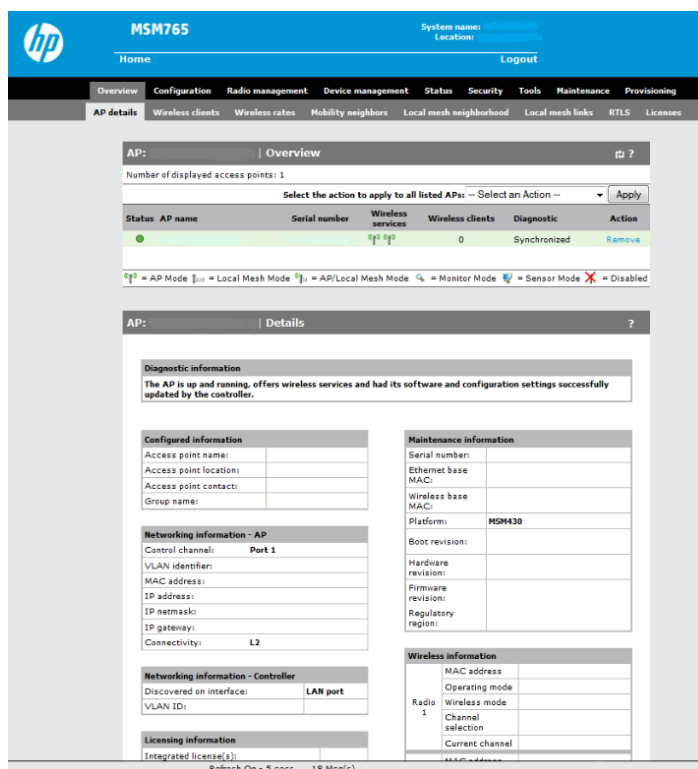 hp
MSM765
System name:
Location:
Home
Logout
Overview Configuration Radio management Device management Status Security Tools Maintenance Provisioning
AP details Wireless clients Wireless rates Mobility neighbors Local mesh neighborhood Local mesh links RTLS Licenses
AP: | Overview ?
Number of displayed access points: 1
Select the action to apply to all listed APs: -- Select an Action -- Apply
Status AP name Serial number Wireless services Wireless clients Diagnostic Action
0 Synchronized Remove
= AP Mode = Local Mesh Mode = AP/Local Mesh Mode = Monitor Mode = Sensor Mode = Disabled
AP: | Details ?
Diagnostic information
The AP is up and running, offers wireless services and had its software and configuration settings successfully
updated by the controller.
Configured information
Access point name:
Access point location:
Access point contact:
Group name:
Networking information - AP
Control channel: Port 1
VLAN identifier:
MAC address:
IP address:
IP netmask:
IP gateway:
Connectivity: L2
Networking information - Controller
Discovered on interface: LAN port
VLAN ID:
Licensing information
Integrated license(s):
Maintenance information
Serial number:
Ethernet base
MAC:
Wireless base
MAC:
Platform: MSM430
Boot revision:
Hardware
revision:
Firmware
revision:
Regulatory
region:
Wireless information
Radio
1
MAC address
Operating mode
Wireless mode
Channel
selection
Current channel
MAC address